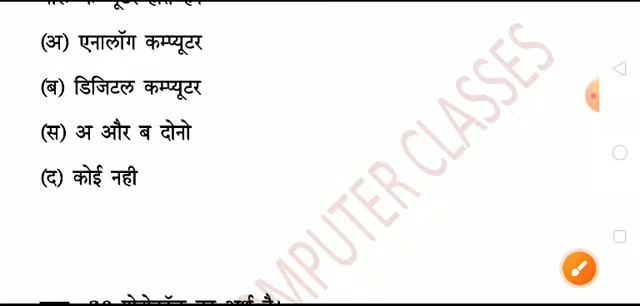 (अ) एनालॉग कम्प्यूटर
(ब) डिजिटल कम्प्यूटर
(स) अ और ब दोनो
(द) कोई नही
MPUTER CLASSES